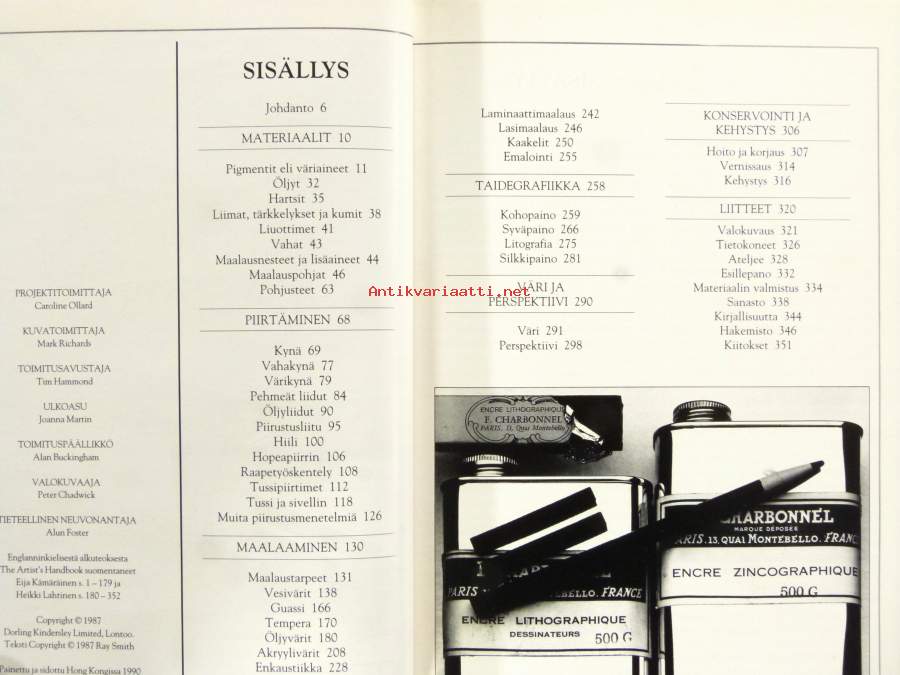 PROJEKTITOIMITTAJA
Caroline Ollard
KUVATOIMITTAJA
Mark Richards
TOIMITUSAVUSTAJA
Tim Hammond
ULKOASU
Joanna Martin
TOIMITUSPÄÄLLIKKÖ
Alan Buckingham
VALOKUVAAJA
Peter Chadwick
TIETEELLINEN NEUVONANTAJA
Alun Foster
Englanninkielisestä alkuteoksesta
The Artist's Handbook suomentaneet
Eija Kämäräinen s. 1 – 179 ja
Heikki Lahtinen s. 180 – 352
Copyright © 1987
Dorling Kindersley Limited, Lontoo.
Teksti Copyright © 1987 Ray Smith
Painettu ja sidottu Hong Kongissa 1990
SISÄLLYS
Johdanto 6
MATERIAALIT 10
Pigmentit eli väriaineet 11
Öljyt 32
Hartsit 35
Liimat, tärkkelykset ja kumit 38
Liuottimet 41
Vahat 43
Maalausnesteet ja lisäaineet 44
Maalauspohjat 46
Pohjusteet 63
PIIRTÄMINEN 68
Kynä 69
Vahakynä 77
Värikynä 79
Pehmeät liidut 84
Öljyliidut 90
Piirustusliitu 95
Hiili 100
Hopeapiirrin 106
Raapetyöskentely 108
Tussipiirtimet 112
Tussi ja sivellin 118
Muita piirustusmenetelmiä 126
MAALAAMINEN 130
Maalaustarpeet 131
Vesivärit 138
Guassi 166
Tempera 170
Öljyvärit 180
Akryylivärit 208
Enkaustiikka 228
Laminaattimaalaus 242
Lasimaalaus 246
Kaakelit 250
Emalointi 255
TAIDEGRAFIIKKA 258
Kohopaino 259
Syväpaino 266
Litografia 275
Silkkipaino 281
VÄRI JA
PERSPEKTIIVI 290
Väri 291
Perspektiivi 298
KONSERVOINTI JA
KEHYSTYS 306
Hoito ja korjaus 307
Vernissaus 314
Kehystys 316
LIITTEET 320
Valokuvaus 321
Tietokoneet 326
Ateljee 328
Esillepano 332
Materiaalin valmistus 334
Sanasto 338
Kirjallisuutta 344
Hakemisto 346
Kiitokset 351
Antikvariaatti.net
ENCRE LITHOGRAPHIQUE
F. CHARBONNEL
PARIS, 13, Quai Montebello
CHARBONNEL
MARQUE DÉPOSÉE
PARIS. 13, QUAI MONTEBELLO. FRANC
ENCRE ZINCOGRAPHIQUE
500 G
PARIS
MONTEBELLO. FRANCE
ENCRE LITHOGRAPHIQUE
DESSINATEURS
500 G